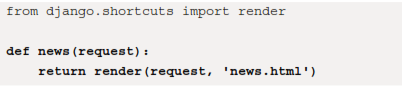 from django.shortcuts import render
def news(request):
    return render(request, 'news.html')